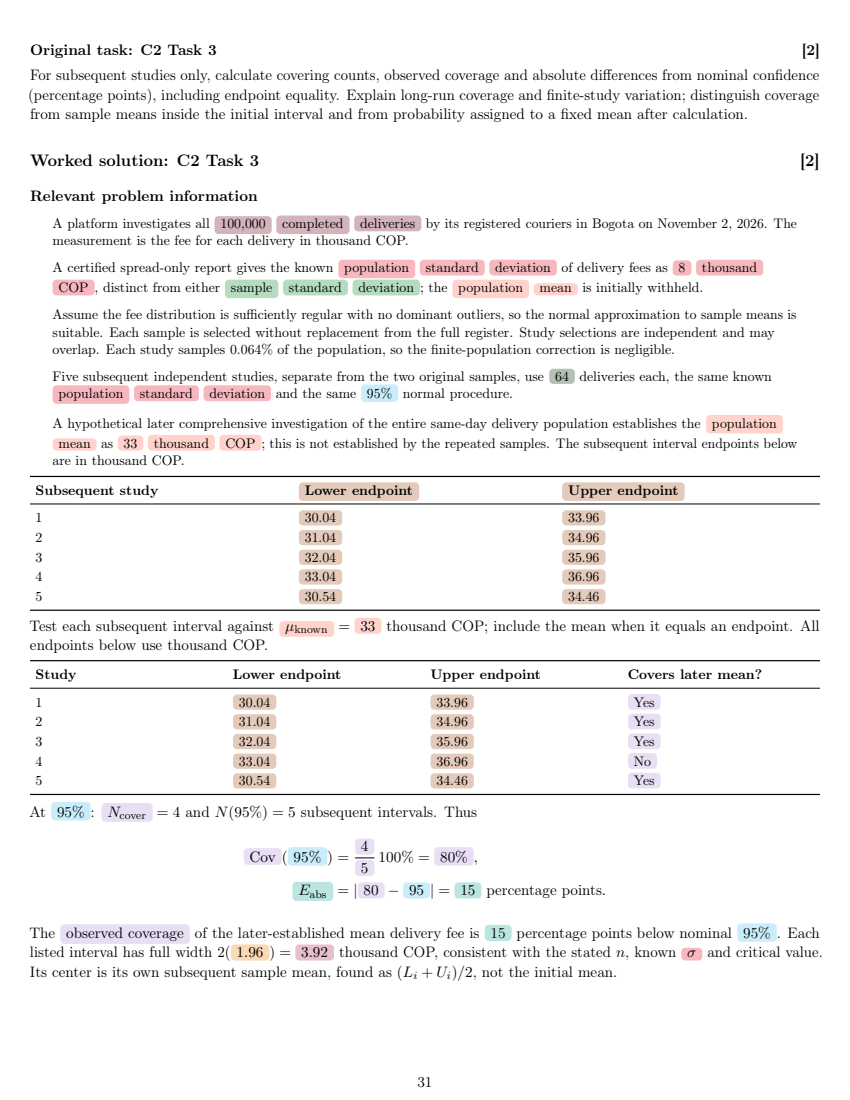 Original task: C2 Task 3 [2]
For subsequent studies only, calculate covering counts, observed coverage and absolute differences from nominal confidence
(percentage points), including endpoint equality. Explain long-run coverage and finite-study variation; distinguish coverage
from sample means inside the initial interval and from probability assigned to a fixed mean after calculation.
Worked solution: C2 Task 3 [2]
Relevant problem information
A platform investigates all 100,000 completed deliveries by its registered couriers in Bogota on November 2, 2026. The
measurement is the fee for each delivery in thousand COP.
A certified spread-only report gives the known population standard deviation of delivery fees as 8 thousand
COP, distinct from either sample standard deviation; the population mean is initially withheld.
Assume the fee distribution is sufficiently regular with no dominant outliers, so the normal approximation to sample means is
suitable. Each sample is selected without replacement from the full register. Study selections are independent and may
overlap. Each study samples 0.064% of the population, so the finite-population correction is negligible.
Five subsequent independent studies, separate from the two original samples, use 64 deliveries each, the same known
population standard deviation and the same 95% normal procedure.
A hypothetical later comprehensive investigation of the entire same-day delivery population establishes the population
mean as 33 thousand COP; this is not established by the repeated samples. The subsequent interval endpoints below
are in thousand COP.
Subsequent study Lower endpoint Upper endpoint
1 30.04 33.96
2 31.04 34.96
3 32.04 35.96
4 33.04 36.96
5 30.54 34.46
Test each subsequent interval against μknown = 33 thousand COP; include the mean when it equals an endpoint. All
endpoints below use thousand COP.
Study Lower endpoint Upper endpoint Covers later mean?
1 30.04 33.96 Yes
2 31.04 34.96 Yes
3 32.04 35.96 Yes
4 33.04 36.96 No
5 30.54 34.46 Yes
At 95%: Ncover = 4 and N(95%) = 5 subsequent intervals. Thus
Cov(95%) = 4/5 100% = 80%,
Eabs = |80 − 95| = 15 percentage points.
The observed coverage of the later-established mean delivery fee is 15 percentage points below nominal 95%. Each
listed interval has full width 2(1.96) = 3.92 thousand COP, consistent with the stated n, known σ and critical value.
Its center is its own subsequent sample mean, found as (Li + Ui)/2, not the initial mean.
31